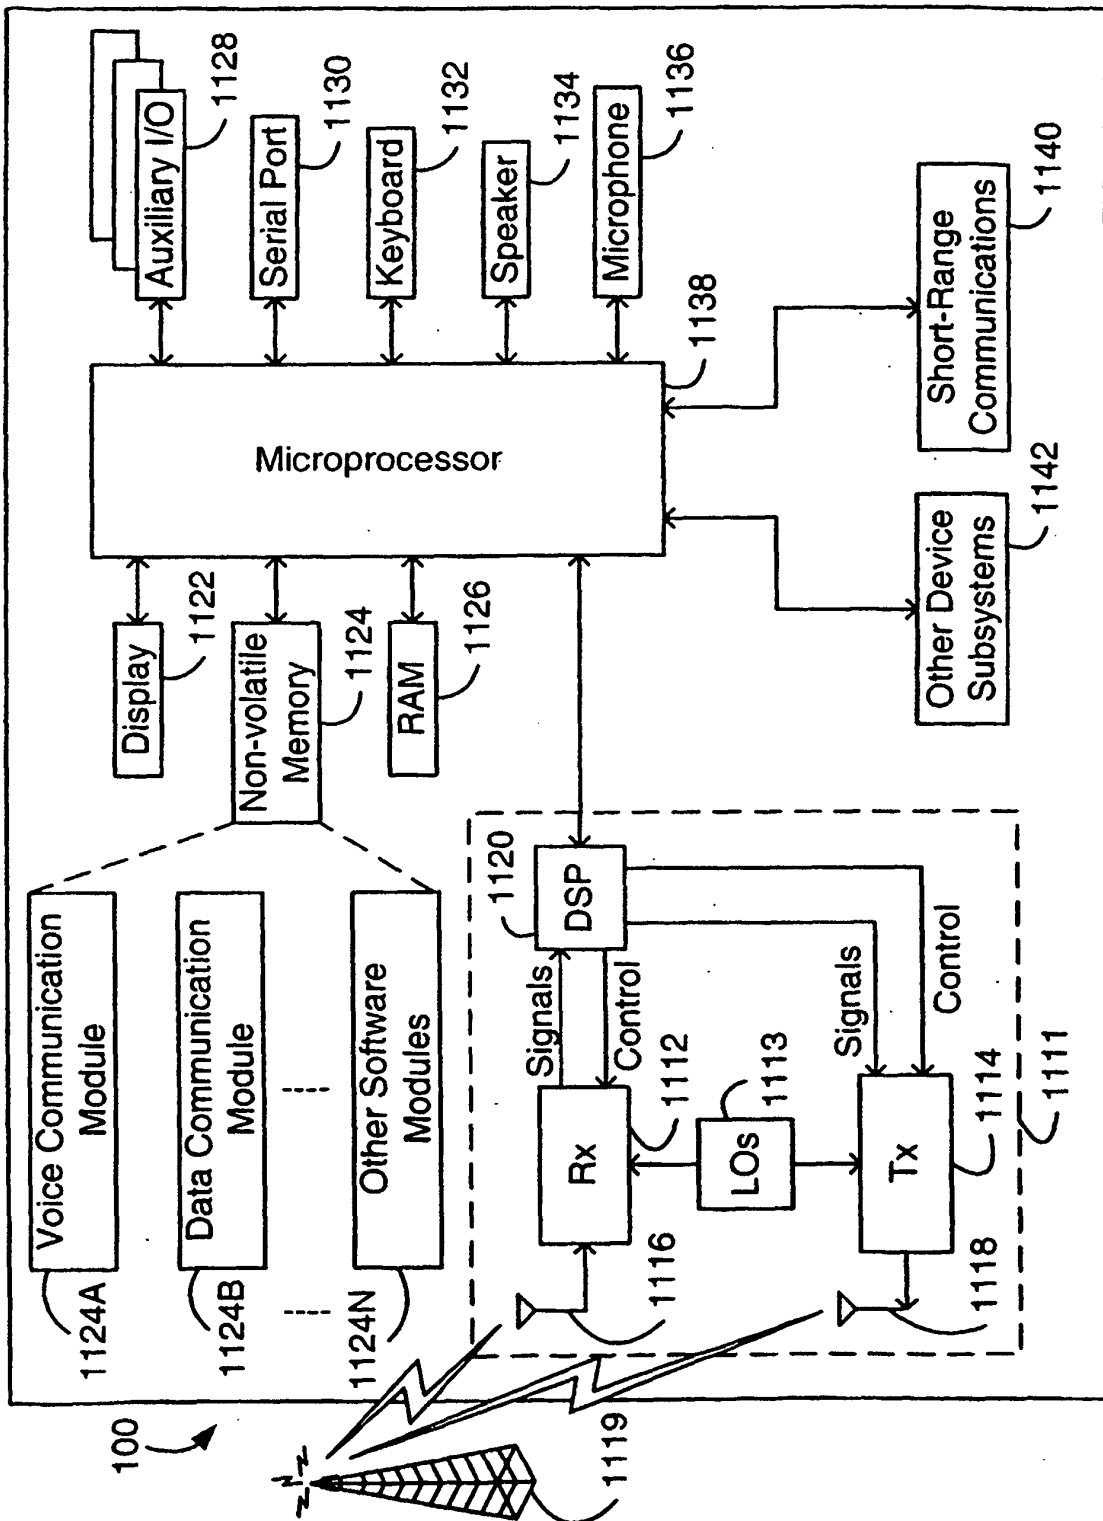 100
1119
1124A
Voice Communication
Module
1124B
Data Communication
Module
1124N
Other Software
Modules
Display
1122
Non-volatile
Memory
1124
RAM
1126
Microprocessor
1138
Auxiliary I/O
1128
Serial Port
1130
Keyboard
1132
Speaker
1134
Microphone
1136
Short-Range
Communications
1140
Other Device
Subsystems
1142
DSP
1120
Signals
Control
Rx
1112
LOs
1113
Signals
Control
Tx
1114
1116
1118
1111